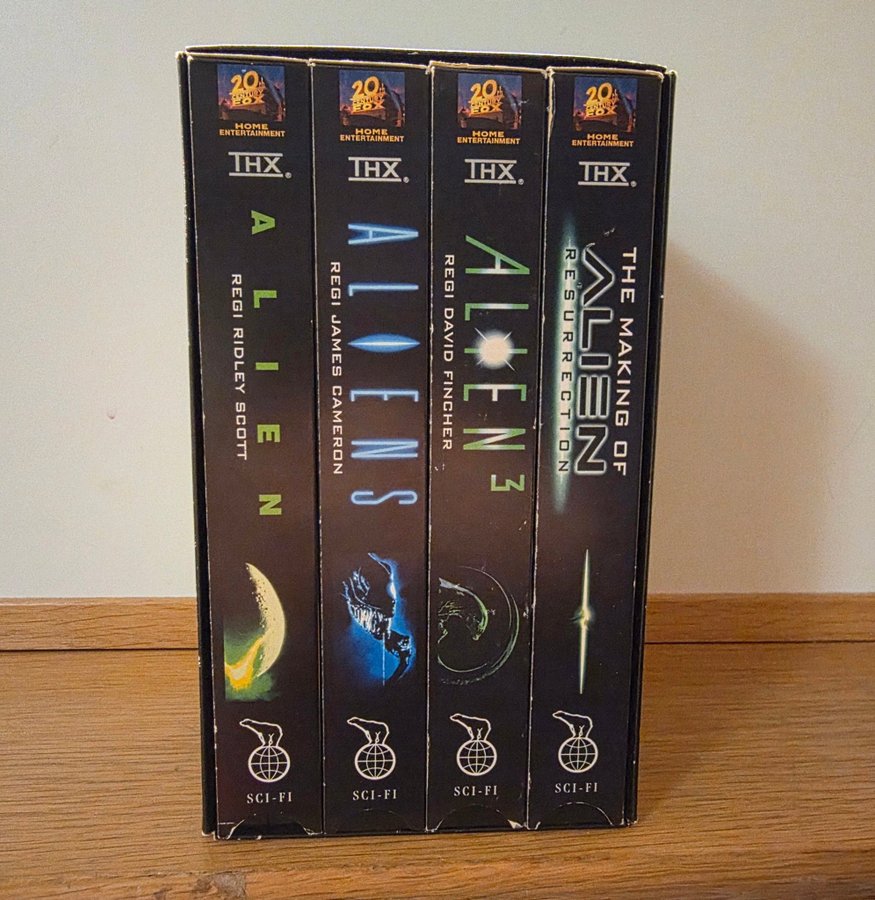 20th
CENTURY
FOX
HOME
ENTERTAINMENT
THX®
ALIEN
REGI RIDLEY SCOTT
SCI-FI
20th
CENTURY
FOX
HOME
ENTERTAINMENT
THX®
ALIENS
REGI JAMES CAMERON
SCI-FI
20th
CENTURY
FOX
HOME
ENTERTAINMENT
THX®
ALIEN 3
REGI DAVID FINCHER
SCI-FI
20th
CENTURY
FOX
HOME
ENTERTAINMENT
THX®
THE MAKING OF
ALIEN
RESURRECTION
SCI-FI